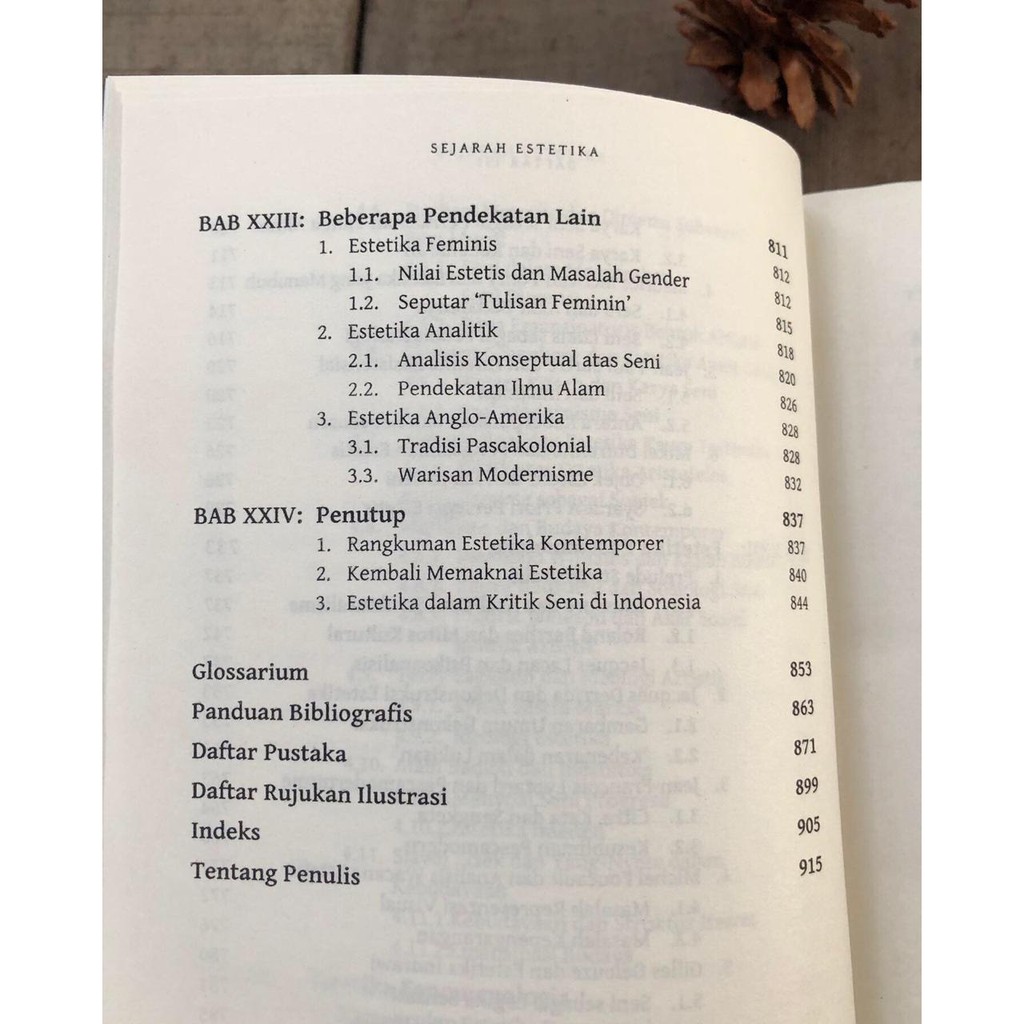 SEJARAH ESTETIKA
BAB XXIII: Beberapa Pendekatan Lain 811
1. Estetika Feminis 812
1.1. Nilai Estetis dan Masalah Gender 812
1.2. Seputar ‘Tulisan Feminin’ 815
2. Estetika Analitik 818
2.1. Analisis Konseptual atas Seni 820
2.2. Pendekatan Ilmu Alam 826
3. Estetika Anglo-Amerika 828
3.1. Tradisi Pascakolonial 828
3.3. Warisan Modernisme 832
BAB XXIV: Penutup 837
1. Rangkuman Estetika Kontemporer 837
2. Kembali Memaknai Estetika 840
3. Estetika dalam Kritik Seni di Indonesia 844
Glossarium 853
Panduan Bibliografis 863
Daftar Pustaka 871
Daftar Rujukan Ilustrasi 899
Indeks 905
Tentang Penulis 915